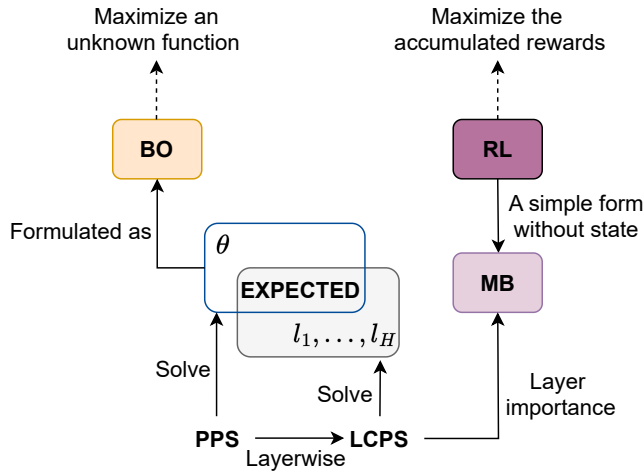 Maximize an
unknown function
Maximize the
accumulated rewards
BO
RL
Formulated as
A simple form
without state
θ
EXPECTED
MB
l₁, . . . , l_H
Solve
Solve
Layer
importance
PPS
LCPS
Layerwise